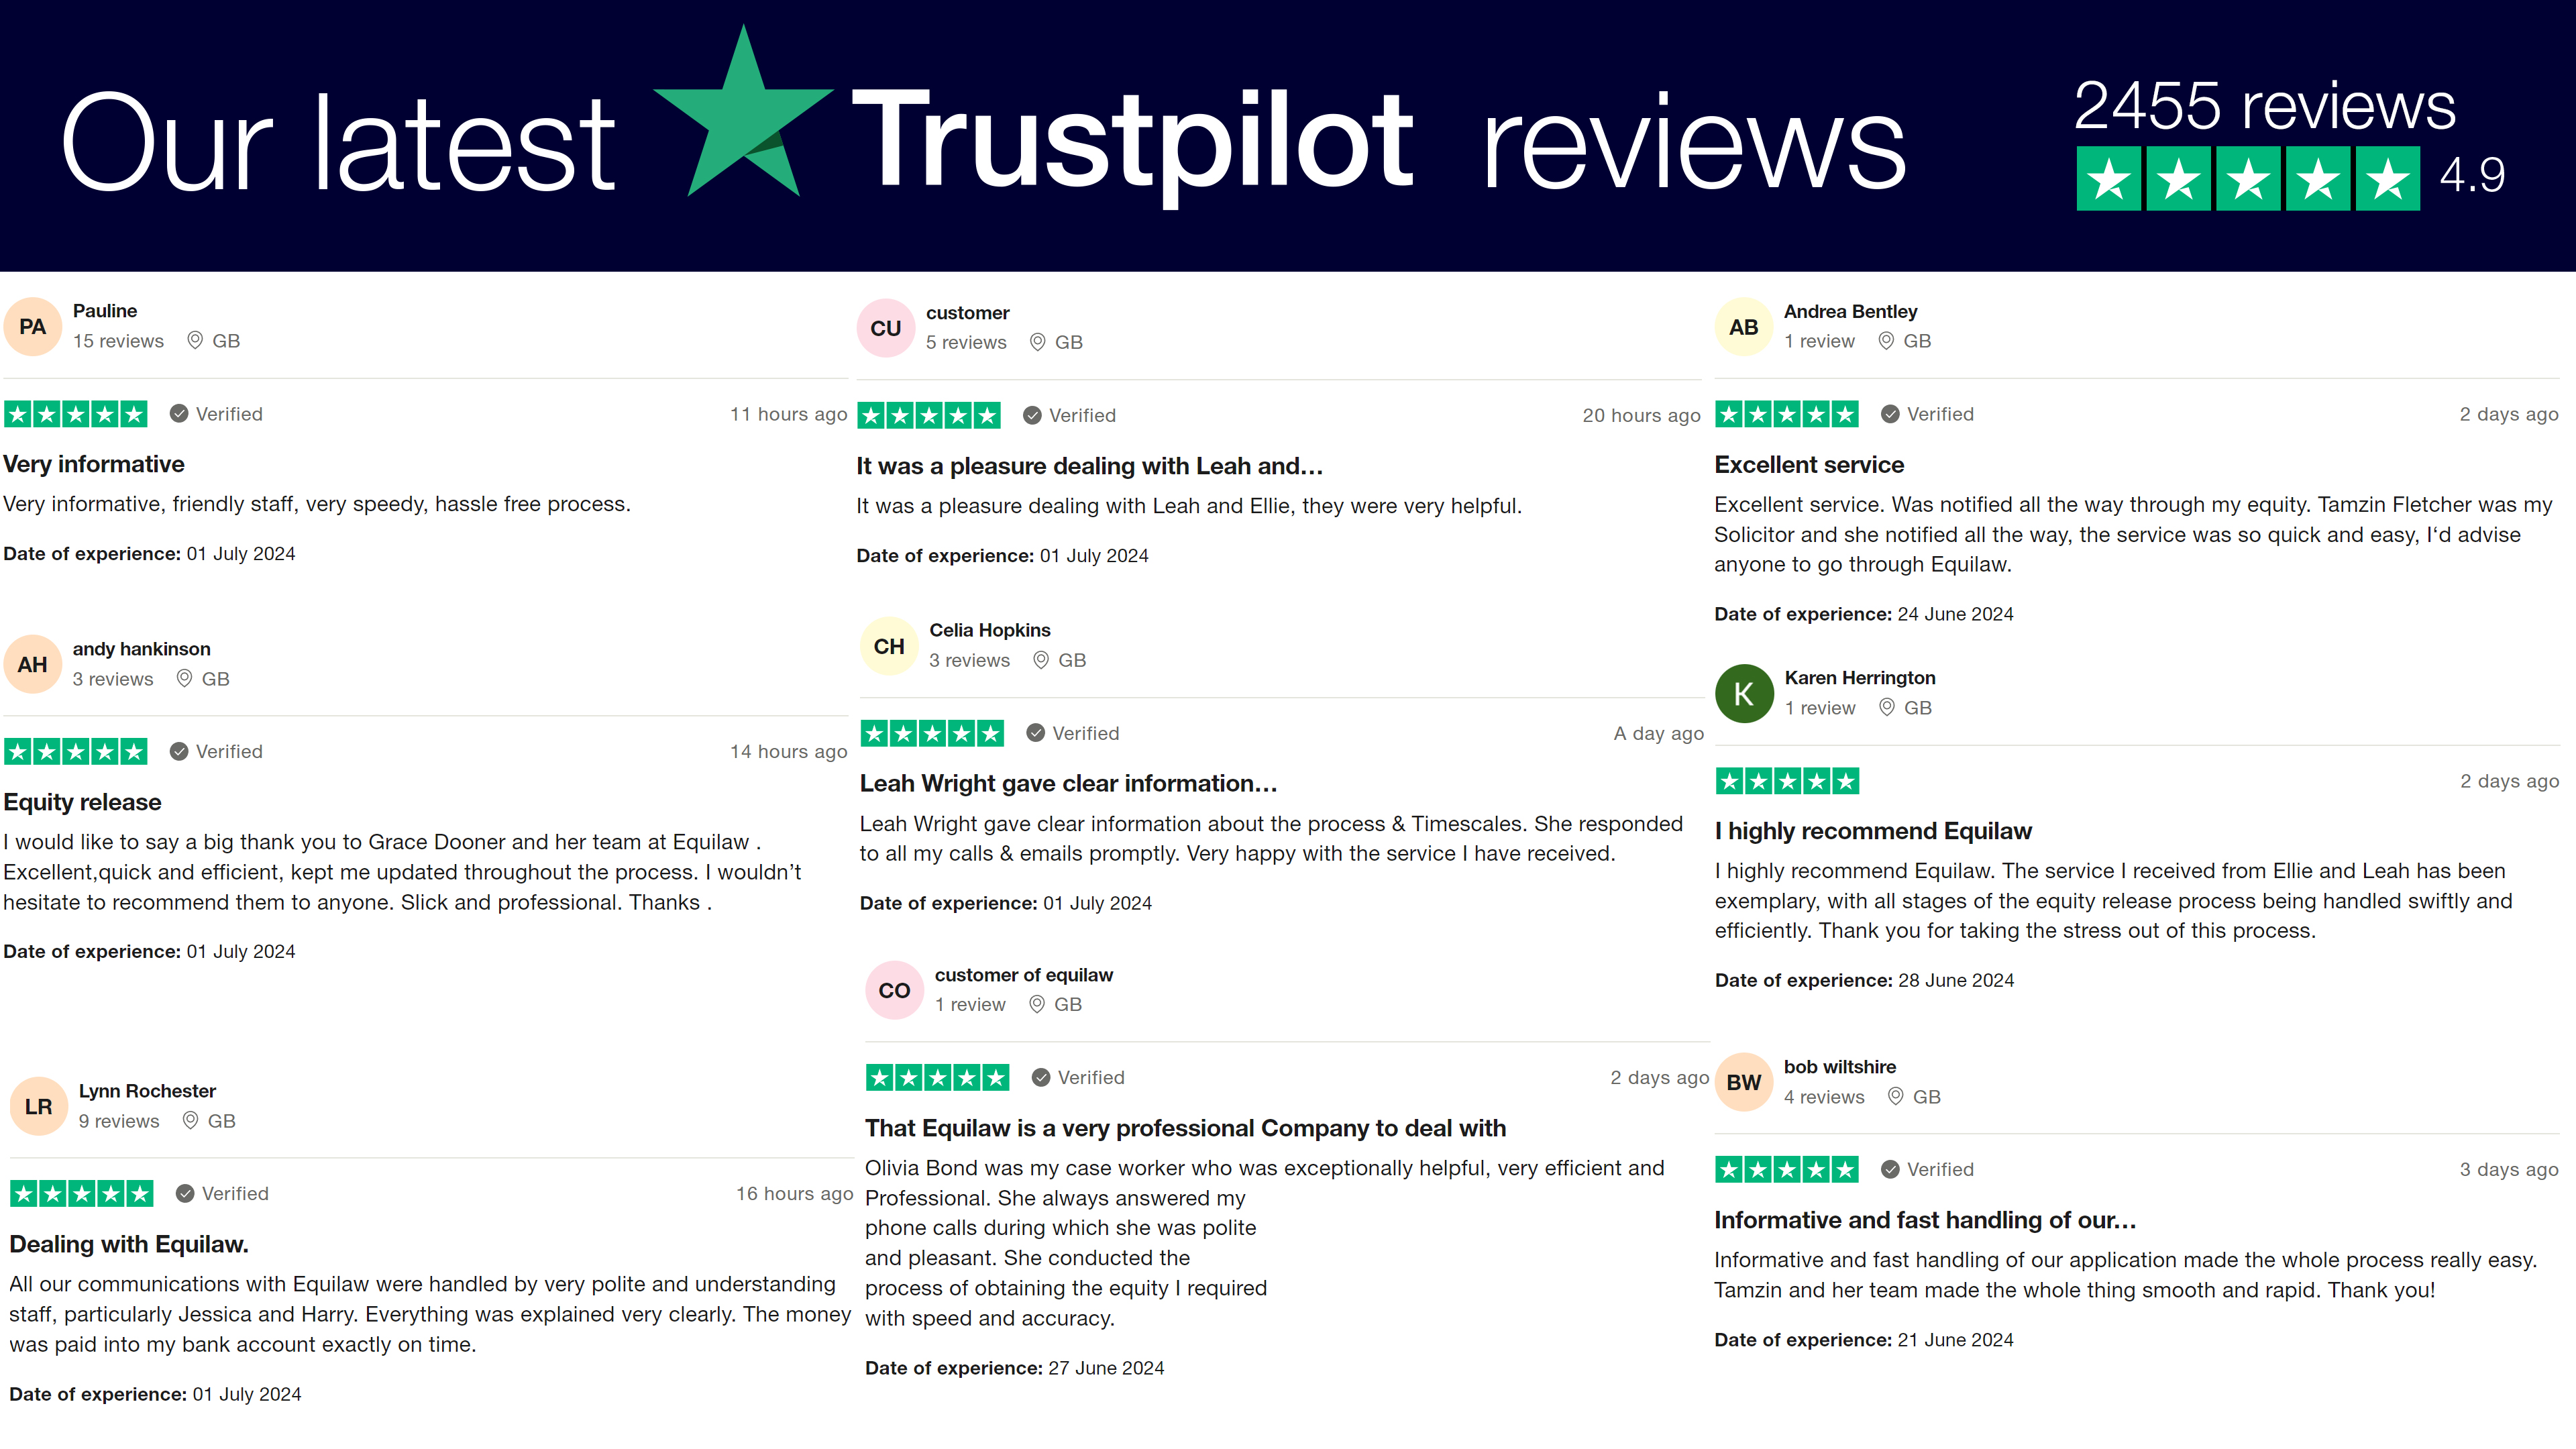 Our latest Trustpilot reviews
2455 reviews
4.9
PA
Pauline
15 reviews GB
Verified
11 hours ago
Very informative
Very informative, friendly staff, very speedy, hassle free process.
Date of experience: 01 July 2024
AH
andy hankinson
3 reviews GB
Verified
14 hours ago
Equity release
I would like to say a big thank you to Grace Dooner and her team at Equilaw .
Excellent,quick and efficient, kept me updated throughout the process. I wouldn’t
hesitate to recommend them to anyone. Slick and professional. Thanks .
Date of experience: 01 July 2024
LR
Lynn Rochester
9 reviews GB
Verified
16 hours ago
Dealing with Equilaw.
All our communications with Equilaw were handled by very polite and understanding
staff, particularly Jessica and Harry. Everything was explained very clearly. The money
was paid into my bank account exactly on time.
Date of experience: 01 July 2024
CU
customer
5 reviews GB
Verified
20 hours ago
It was a pleasure dealing with Leah and…
It was a pleasure dealing with Leah and Ellie, they were very helpful.
Date of experience: 01 July 2024
CH
Celia Hopkins
3 reviews GB
Verified
A day ago
Leah Wright gave clear information…
Leah Wright gave clear information about the process & Timescales. She responded
to all my calls & emails promptly. Very happy with the service I have received.
Date of experience: 01 July 2024
CO
customer of equilaw
1 review GB
Verified
2 days ago
That Equilaw is a very professional Company to deal with
Olivia Bond was my case worker who was exceptionally helpful, very efficient and
Professional. She always answered my
phone calls during which she was polite
and pleasant. She conducted the
process of obtaining the equity I required
with speed and accuracy.
Date of experience: 27 June 2024
AB
Andrea Bentley
1 review GB
Verified
2 days ago
Excellent service
Excellent service. Was notified all the way through my equity. Tamzin Fletcher was my
Solicitor and she notified all the way, the service was so quick and easy, I‘d advise
anyone to go through Equilaw.
Date of experience: 24 June 2024
K
Karen Herrington
1 review GB
2 days ago
I highly recommend Equilaw
I highly recommend Equilaw. The service I received from Ellie and Leah has been
exemplary, with all stages of the equity release process being handled swiftly and
efficiently. Thank you for taking the stress out of this process.
Date of experience: 28 June 2024
BW
bob wiltshire
4 reviews GB
Verified
3 days ago
Informative and fast handling of our…
Informative and fast handling of our application made the whole process really easy.
Tamzin and her team made the whole thing smooth and rapid. Thank you!
Date of experience: 21 June 2024